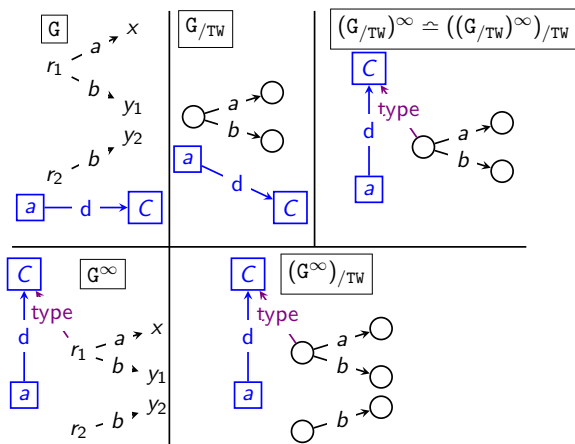 G
a
x
r₁
b
y₁
y₂
b
r₂
a
d
C
G/TW
a
b
a
d
C
(G/TW)^∞ ≏ ((G/TW)^∞)/TW
C
type
d
a
b
a
C
G^∞
type
a
x
d
r₁
b
y₁
a
y₂
b
r₂
C
(G^∞)/TW
type
a
d
b
a
b